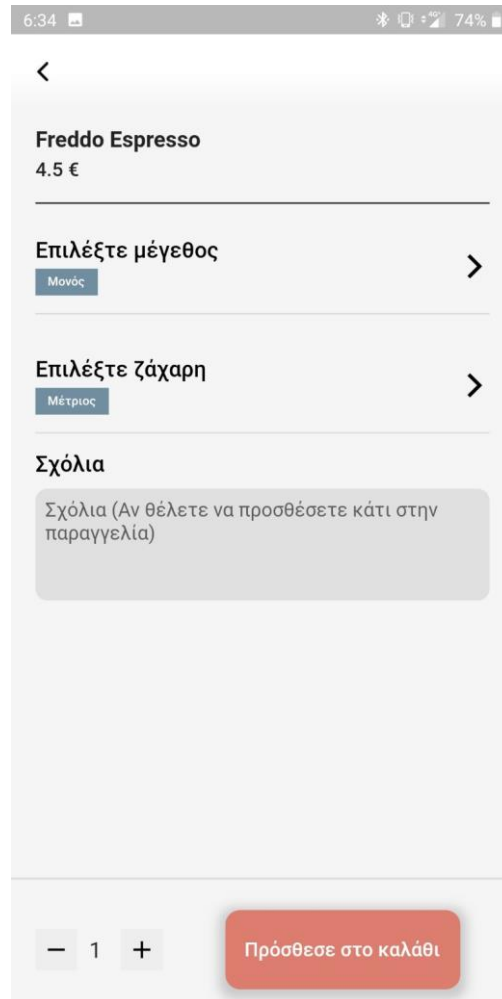 6:34 74%
Freddo Espresso
4.5 €
Επιλέξτε μέγεθος
Μονός
Επιλέξτε ζάχαρη
Μέτριος
Σχόλια
Σχόλια (Αν θέλετε να προσθέσετε κάτι στην
παραγγελία)
1
Πρόσθεσε στο καλάθι